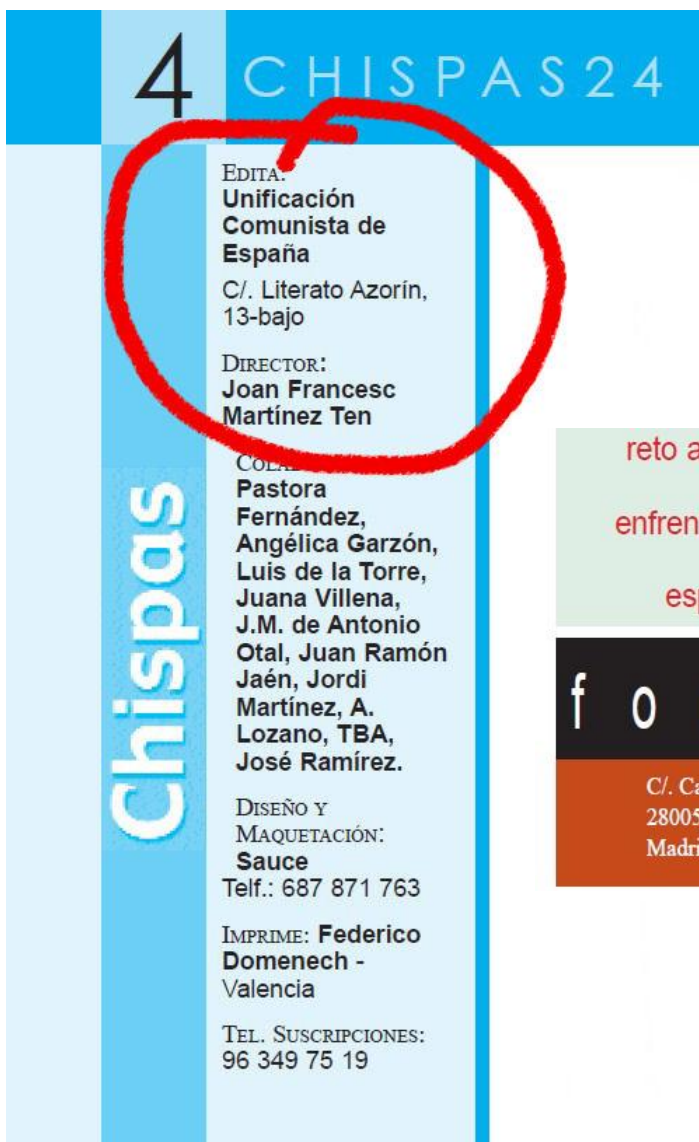 4 CHISPAS24
EDITA:
Unificación
Comunista de
España
C/. Literato Azorín,
13-bajo
DIRECTOR:
Joan Francesc
Martínez Ten
Pastora
Fernández,
Angélica Garzón,
Luis de la Torre,
Juana Villena,
J.M. de Antonio
Otal, Juan Ramón
Jaén, Jordi
Martínez, A.
Lozano, TBA,
José Ramírez.
DISEÑO Y
MAQUETACIÓN:
Sauce
Telf.: 687 871 763
IMPRIME: Federico
Domenech -
Valencia
TEL. SUSCRIPCIONES:
96 349 75 19
Chispas
reto a
enfren
esp
f o
C/. Ca
28005
Madri